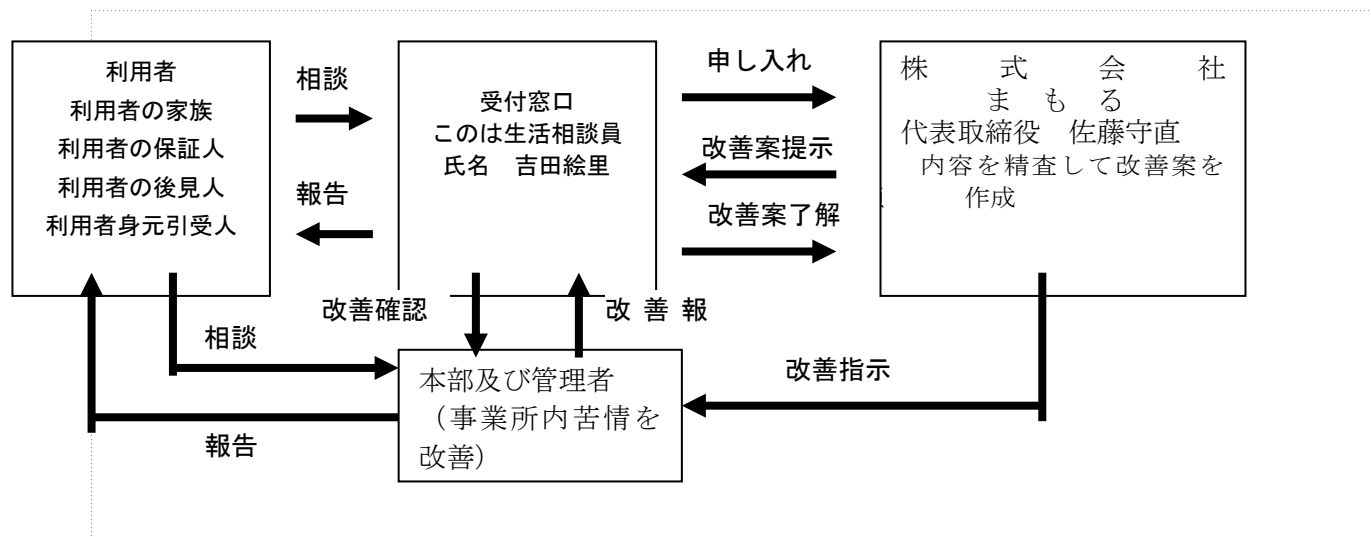 利用者
利用者の家族
利用者の保証人
利用者の後見人
利用者身元引受人
相談
報告
受付窓口
このは生活相談員
氏名　吉田絵里
申し入れ
改善案提示
改善案了解
株　式　会　社
ま　も　る
代表取締役　佐藤守直
内容を精査して改善案を
作成
改善確認
改 善 報
相談
報告
本部及び管理者
（事業所内苦情を
改善）
改善指示